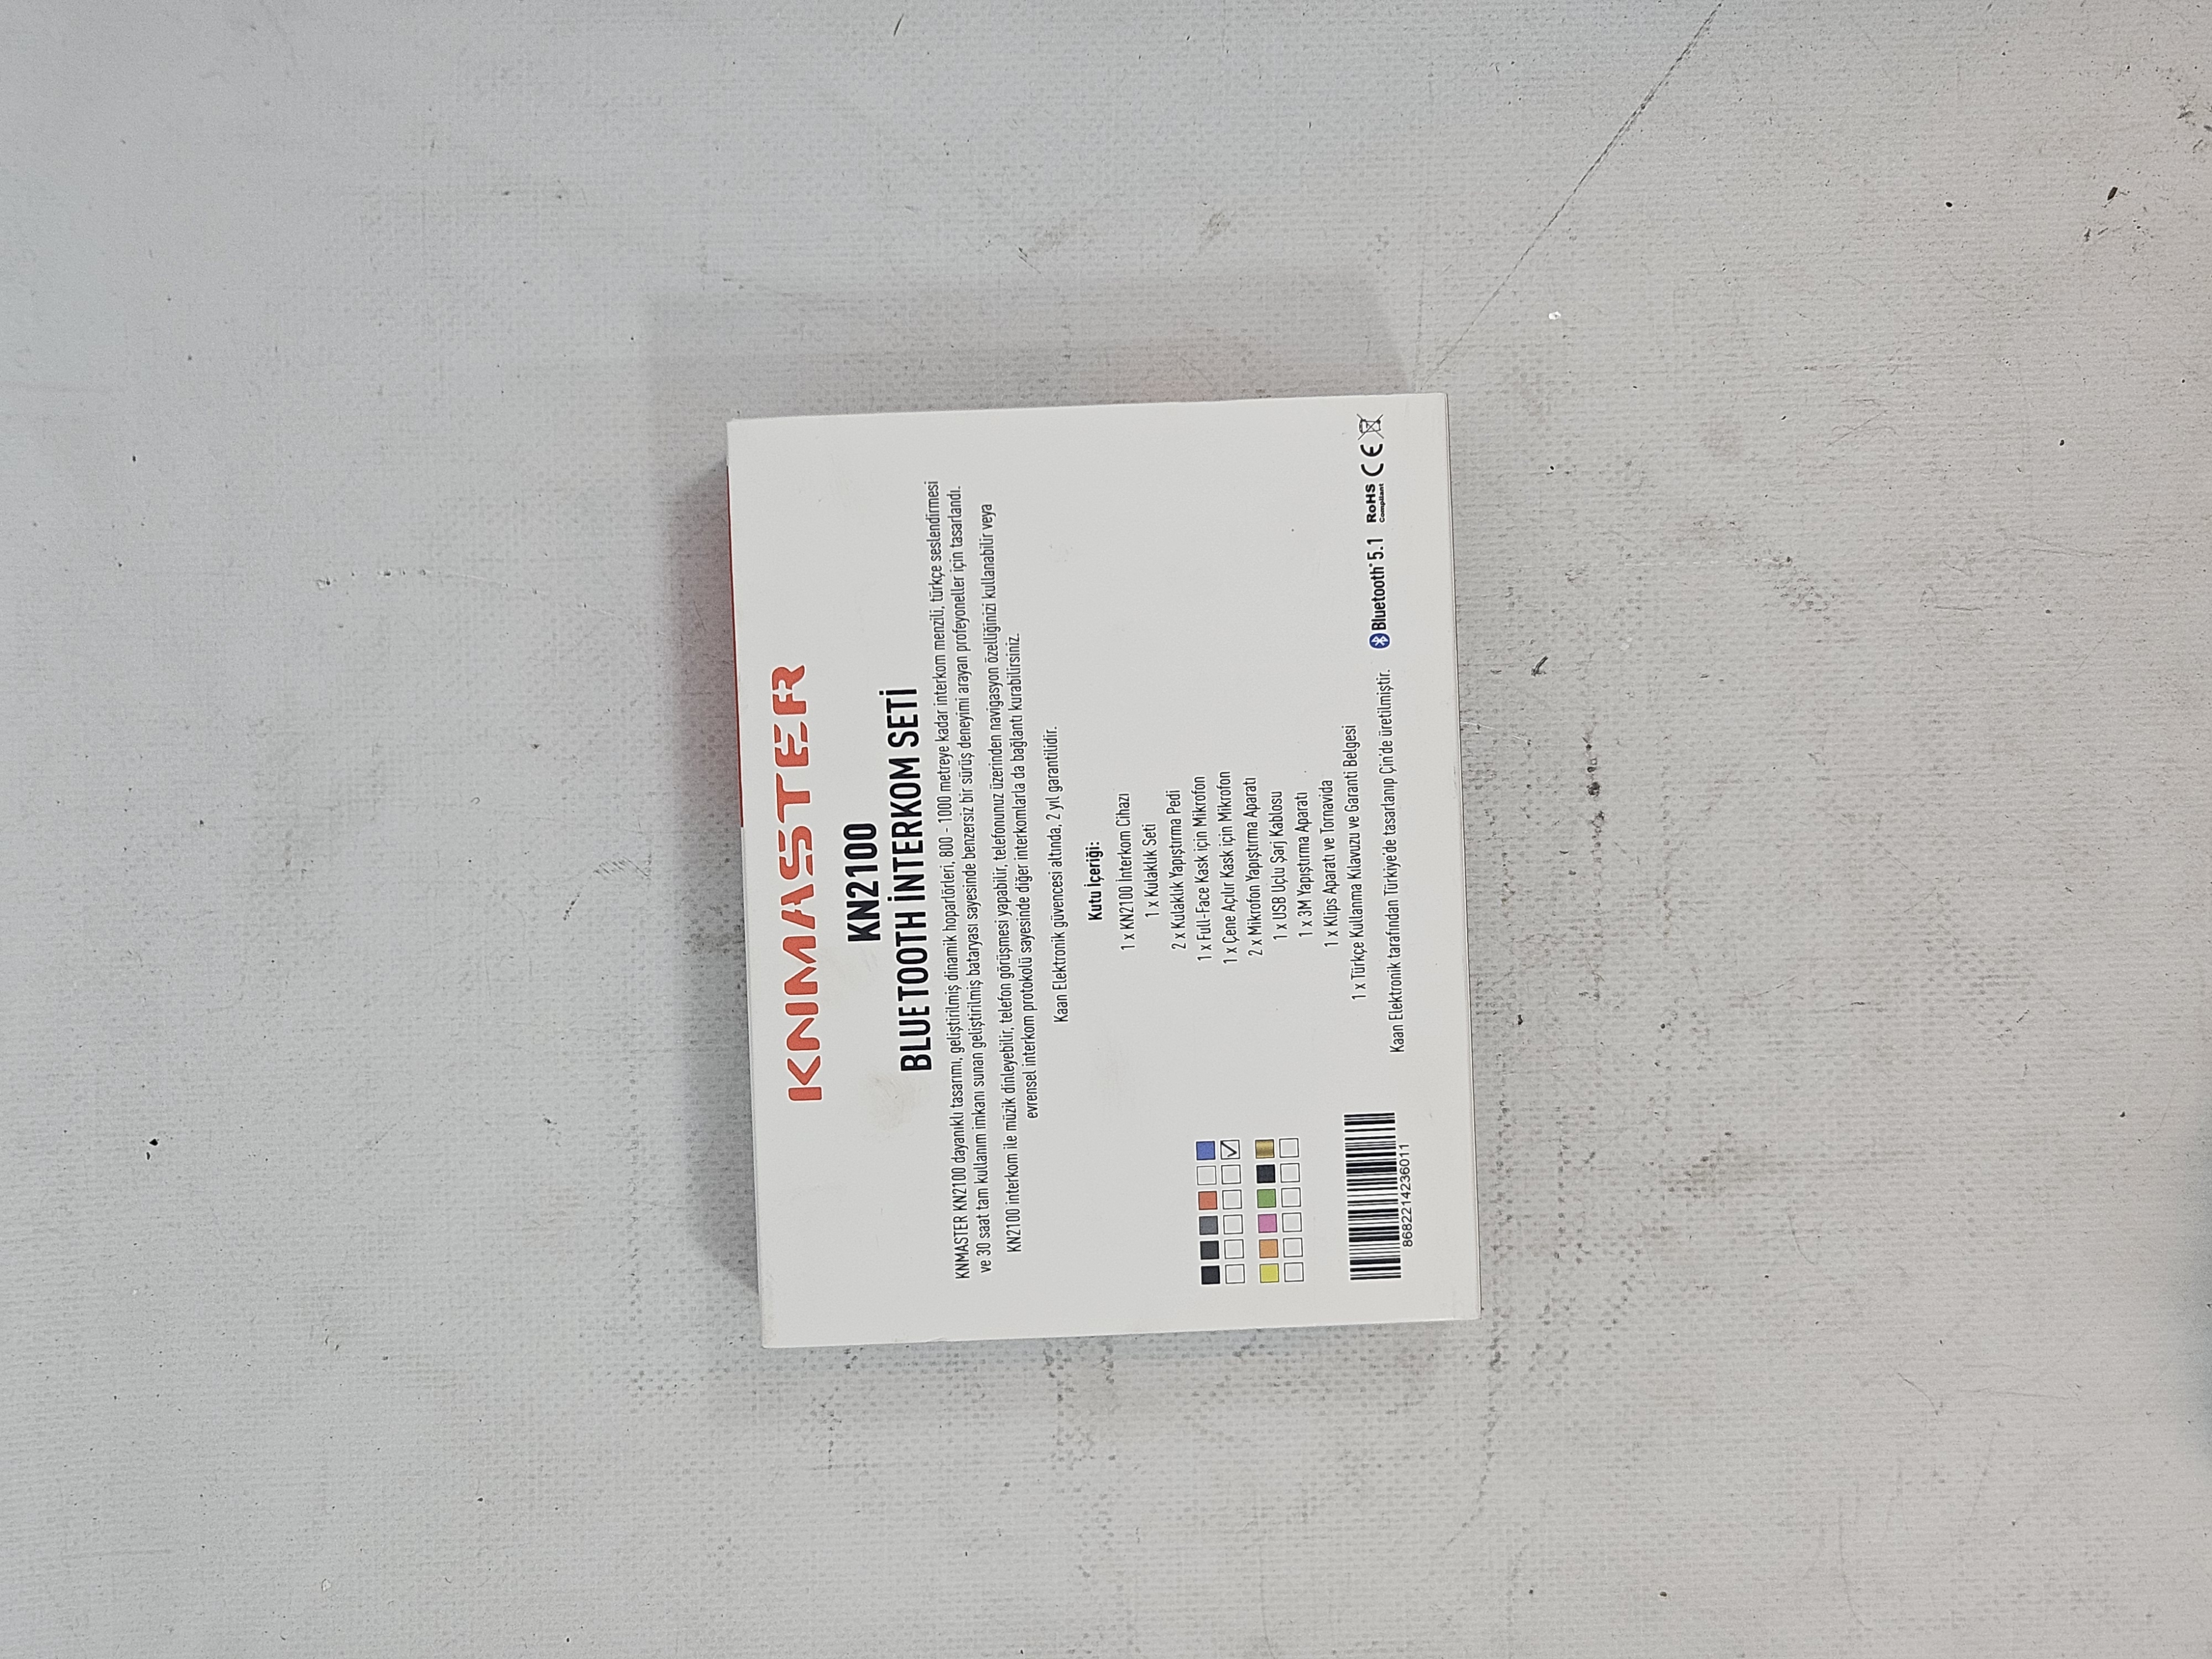 KNMASTER
KN2100
BLUETOOTH İNTERKOM SETİ
KNMASTER KN2100 dayanıklı tasarımı, geliştirilmiş dinamik hoparlörleri, 800 - 1000 metreye kadar interkom menzili, türkçe seslendirmesi
ve 30 saat tam kullanım imkanı sunan geliştirilmiş bataryası sayesinde benzersiz bir sürüş deneyimi arayan profeyoneller için tasarlandı.
KN2100 interkom ile müzik dinleyebilir, telefon görüşmesi yapabilir, telefonunuz üzerinden navigasyon özelliğinizi kullanabilir veya
evrensel interkom protokolü sayesinde diğer interkomlarla da bağlantı kurabilirsiniz.
Kaan Elektronik güvencesi altında, 2 yıl garantilidir.
Kutu İçeriği:
1 x KN2100 İnterkom Cihazı
1 x Kulaklık Seti
2 x Kulaklık Yapıştırma Pedi
1 x Full-Face Kask için Mikrofon
1 x Çene Açılır Kask için Mikrofon
2 x Mikrofon Yapıştırma Aparatı
1 x USB Uçlu Şarj Kablosu
1 x 3M Yapıştırma Aparatı
1 x Klips Aparatı ve Tornavida
1 x Türkçe Kullanma Kılavuzu ve Garanti Belgesi
Kaan Elektronik tarafından Türkiye'de tasarlanıp Çin'de üretilmiştir.
8682214236011
Bluetooth® 5.1
RoHS
Compliant
CE